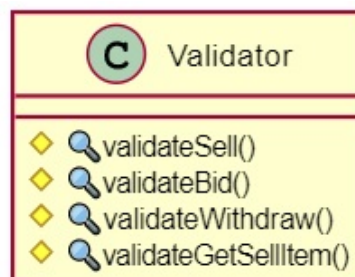 C Validator
validateSell()
validateBid()
validateWithdraw()
validateGetSellItem()